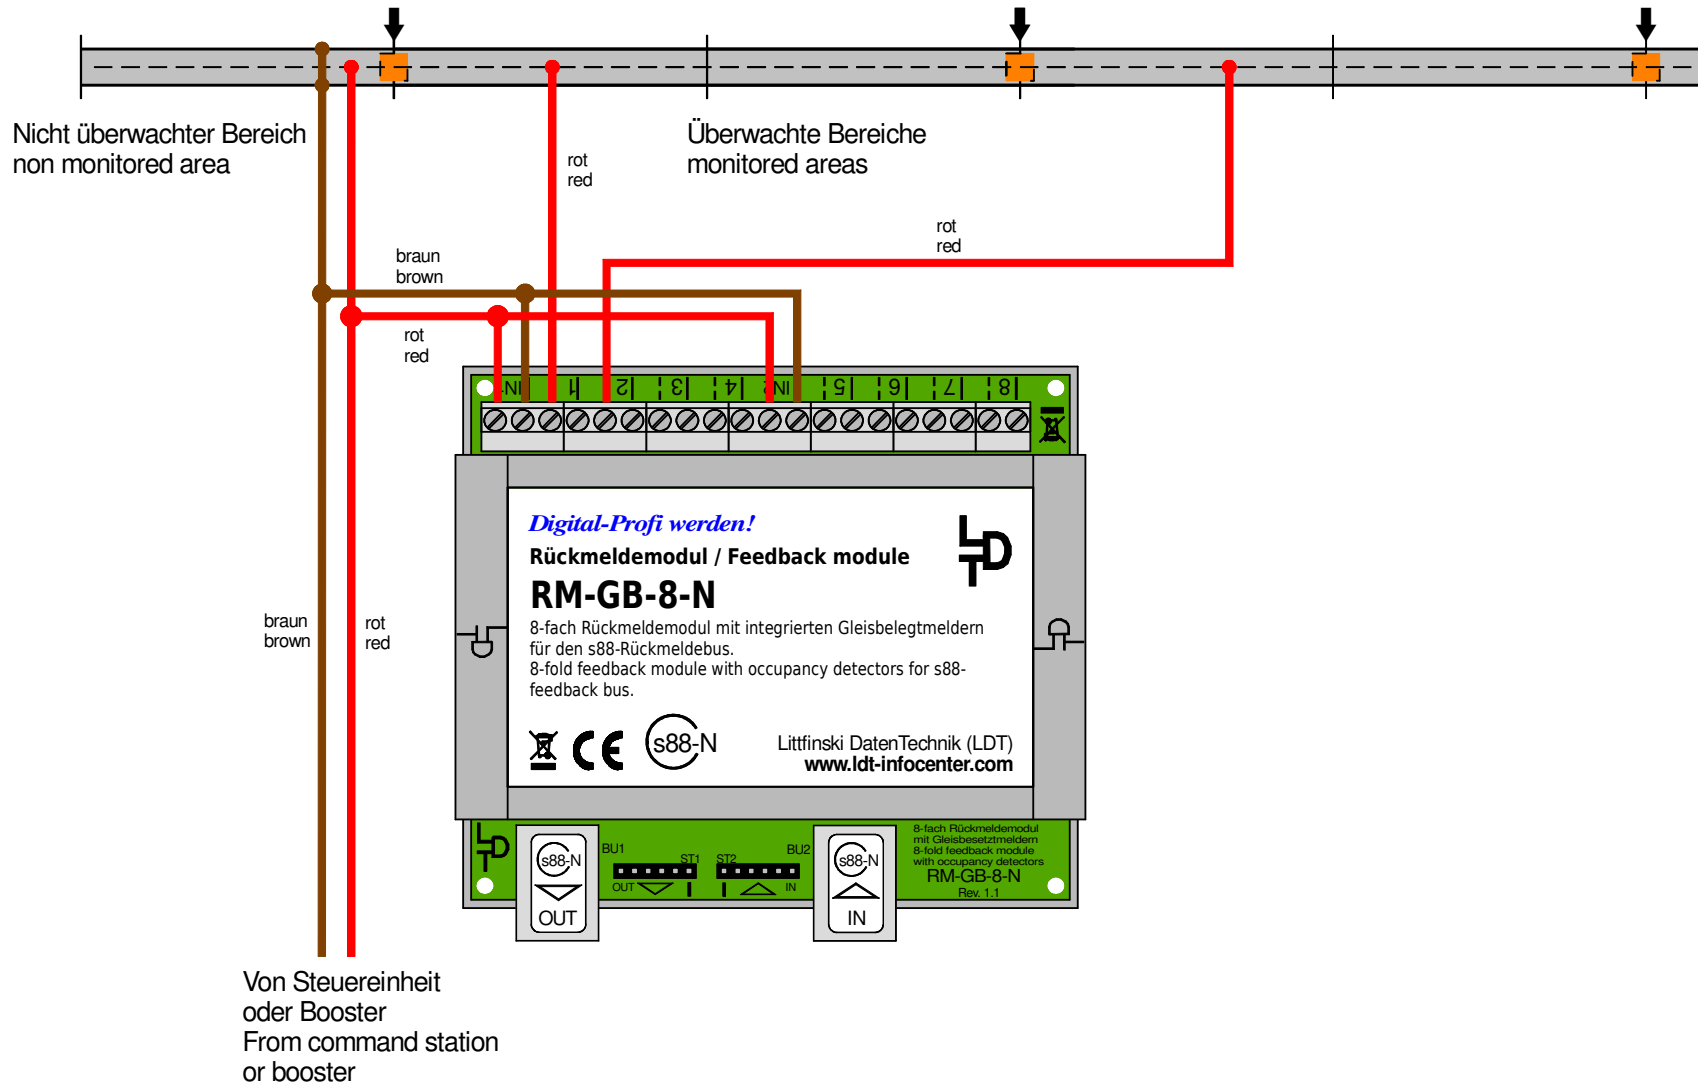 Nicht überwachter Bereich
non monitored area
Überwachte Bereiche
monitored areas
rot
red
rot
red
braun
brown
rot
red
IN1 1 2 3 4 IN2 5 6 7 8
Digital-Profi werden!
Rückmeldemodul / Feedback module
RM-GB-8-N
8-fach Rückmeldemodul mit integrierten Gleisbelegtmeldern
für den s88-Rückmeldebus.
8-fold feedback module with occupancy detectors for s88-
feedback bus.
LDT
braun
brown
rot
red
CE
s88-N
Littfinski DatenTechnik (LDT)
www.ldt-infocenter.com
LDT
s88-N
OUT
BU1
ST1
OUT
ST2
BU2
IN
s88-N
IN
8-fach Rückmeldemodul
mit Gleisbesetztmeldern
8-fold feedback module
with occupancy detectors
RM-GB-8-N
Rev. 1.1
Von Steuereinheit
oder Booster
From command station
or booster